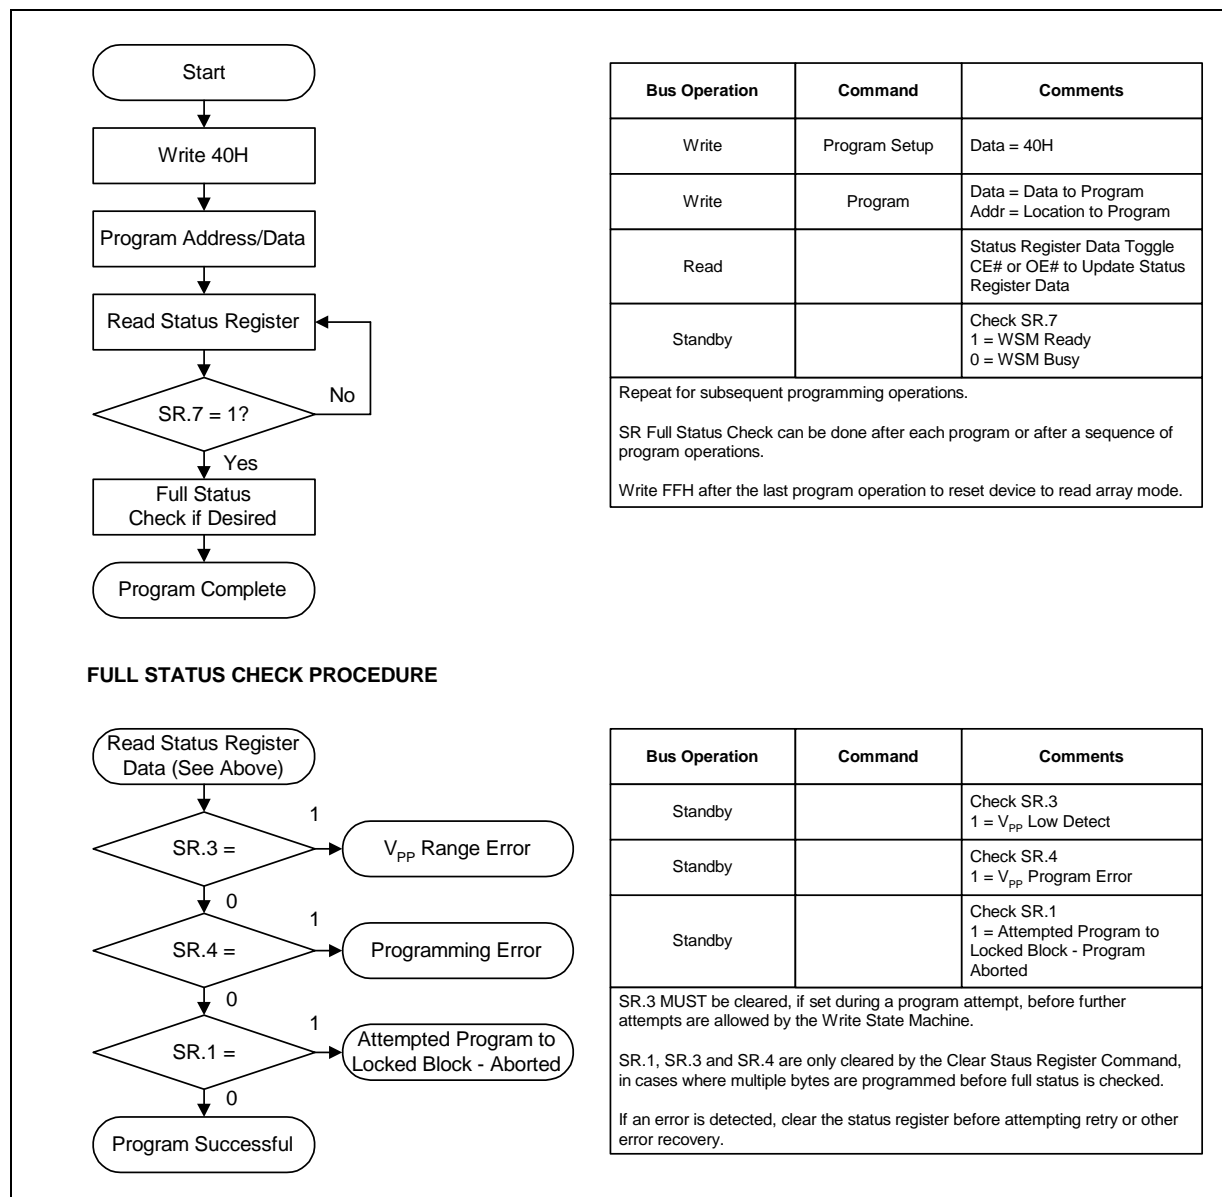 Start
Write 40H
Program Address/Data
Read Status Register
No
SR.7 = 1?
Yes
Full Status
Check if Desired
Program Complete
Bus Operation Command Comments
Write Program Setup Data = 40H
Write Program Data = Data to Program
Addr = Location to Program
Read Status Register Data Toggle
CE# or OE# to Update Status
Register Data
Standby Check SR.7
1 = WSM Ready
0 = WSM Busy
Repeat for subsequent programming operations.
SR Full Status Check can be done after each program or after a sequence of
program operations.
Write FFH after the last program operation to reset device to read array mode.
FULL STATUS CHECK PROCEDURE
Read Status Register
Data (See Above)
1
SR.3 =
VPP Range Error
0
1
SR.4 =
Programming Error
0
1
SR.1 =
Attempted Program to
Locked Block - Aborted
0
Program Successful
Bus Operation Command Comments
Standby Check SR.3
1 = VPP Low Detect
Standby Check SR.4
1 = VPP Program Error
Standby Check SR.1
1 = Attempted Program to
Locked Block - Program
Aborted
SR.3 MUST be cleared, if set during a program attempt, before further
attempts are allowed by the Write State Machine.
SR.1, SR.3 and SR.4 are only cleared by the Clear Staus Register Command,
in cases where multiple bytes are programmed before full status is checked.
If an error is detected, clear the status register before attempting retry or other
error recovery.